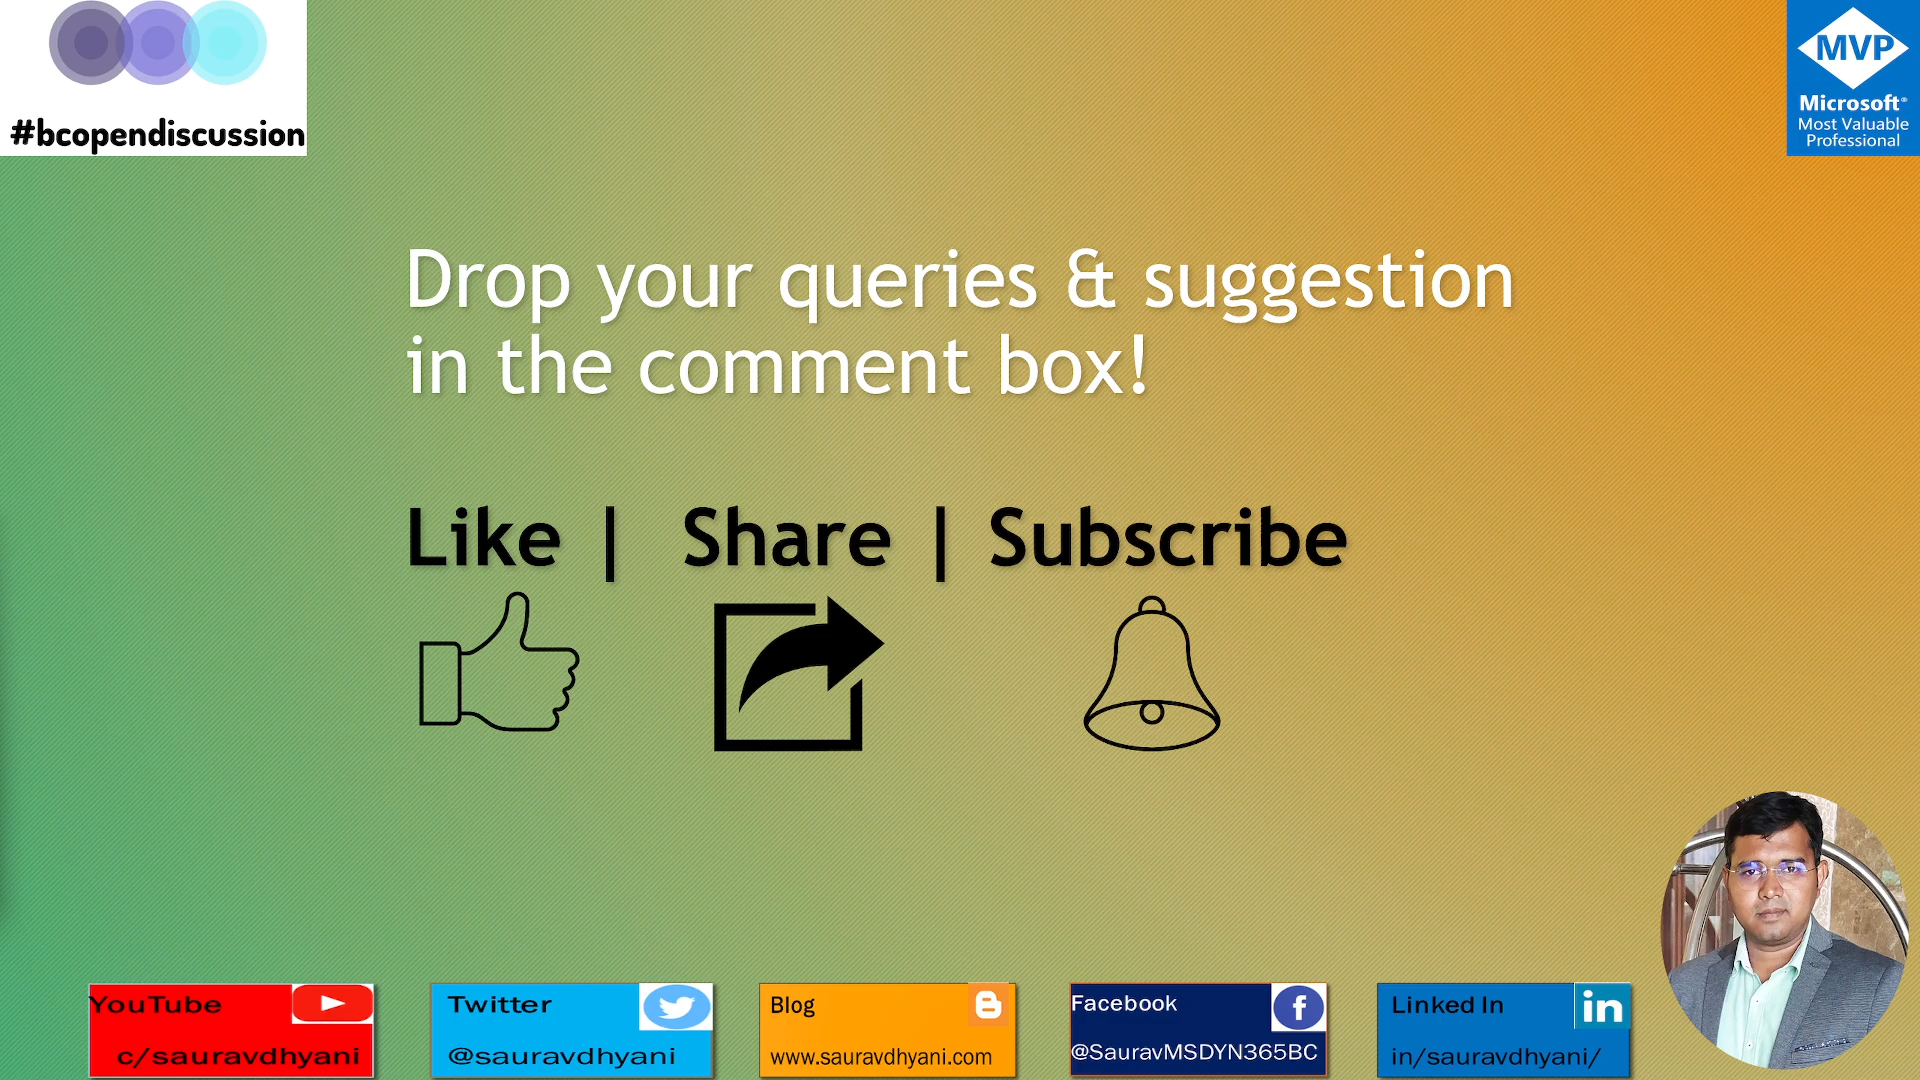 #bcopendiscussion
MVP
Microsoft®
Most Valuable
Professional
Drop your queries & suggestion
in the comment box!
Like | Share | Subscribe
YouTube
c/sauravdhyani
Twitter
@sauravdhyani
Blog
www.sauravdhyani.com
Facebook
@SauravMSDYN365BC
Linked In
in
in/sauravdhyani/